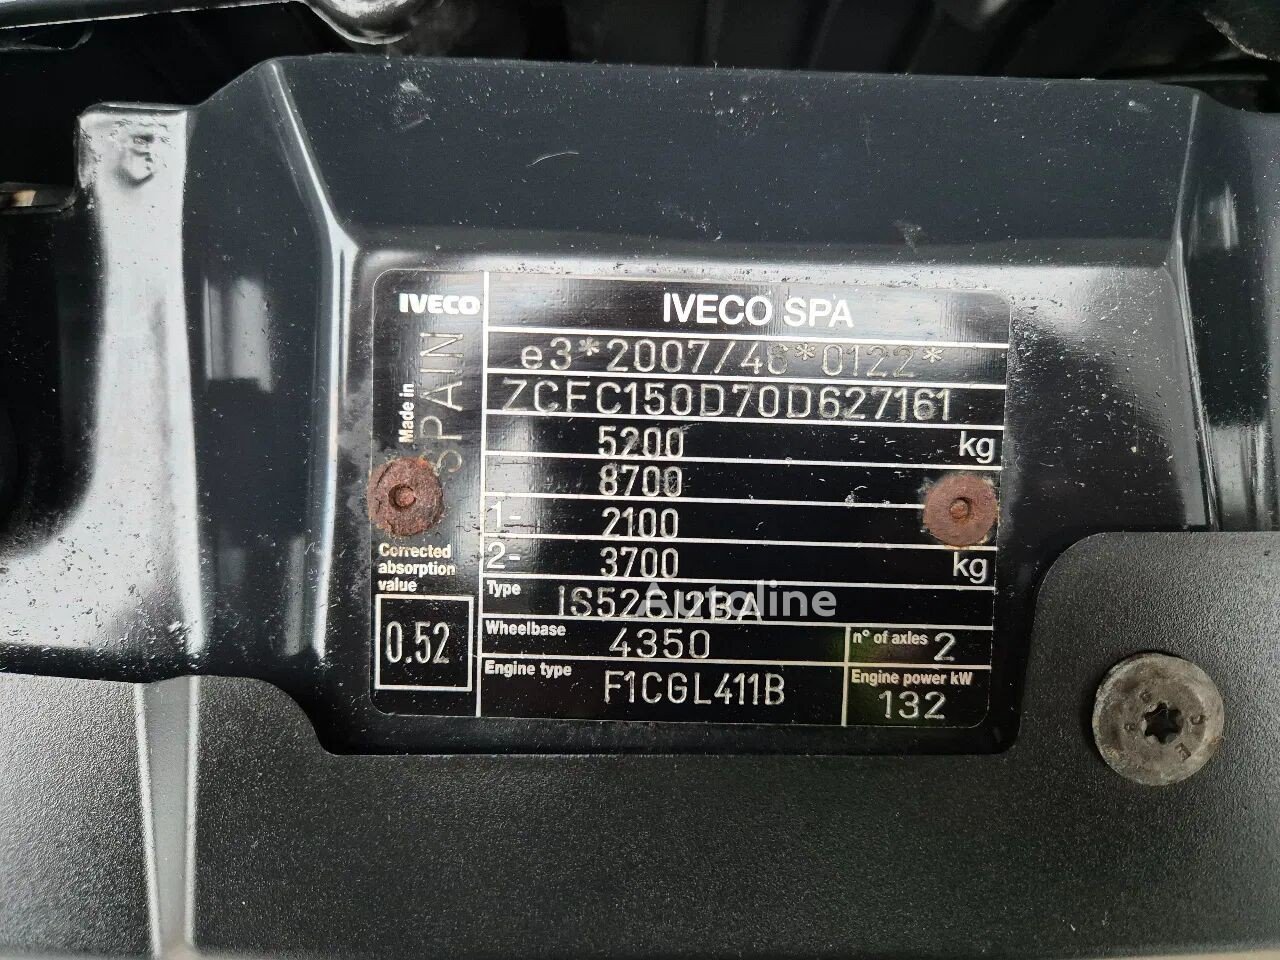 IVECO
IVECO SPA
Made in
SPAIN
e3*2007/46*0122*
ZCFC150D70D627161
5200 kg
8700
1- 2100
2- 3700 kg
Corrected
absorption
value
0.52
Type
Autoline
Wheelbase 4350
n° of axles 2
Engine type F1CGL411B
Engine power kW
132